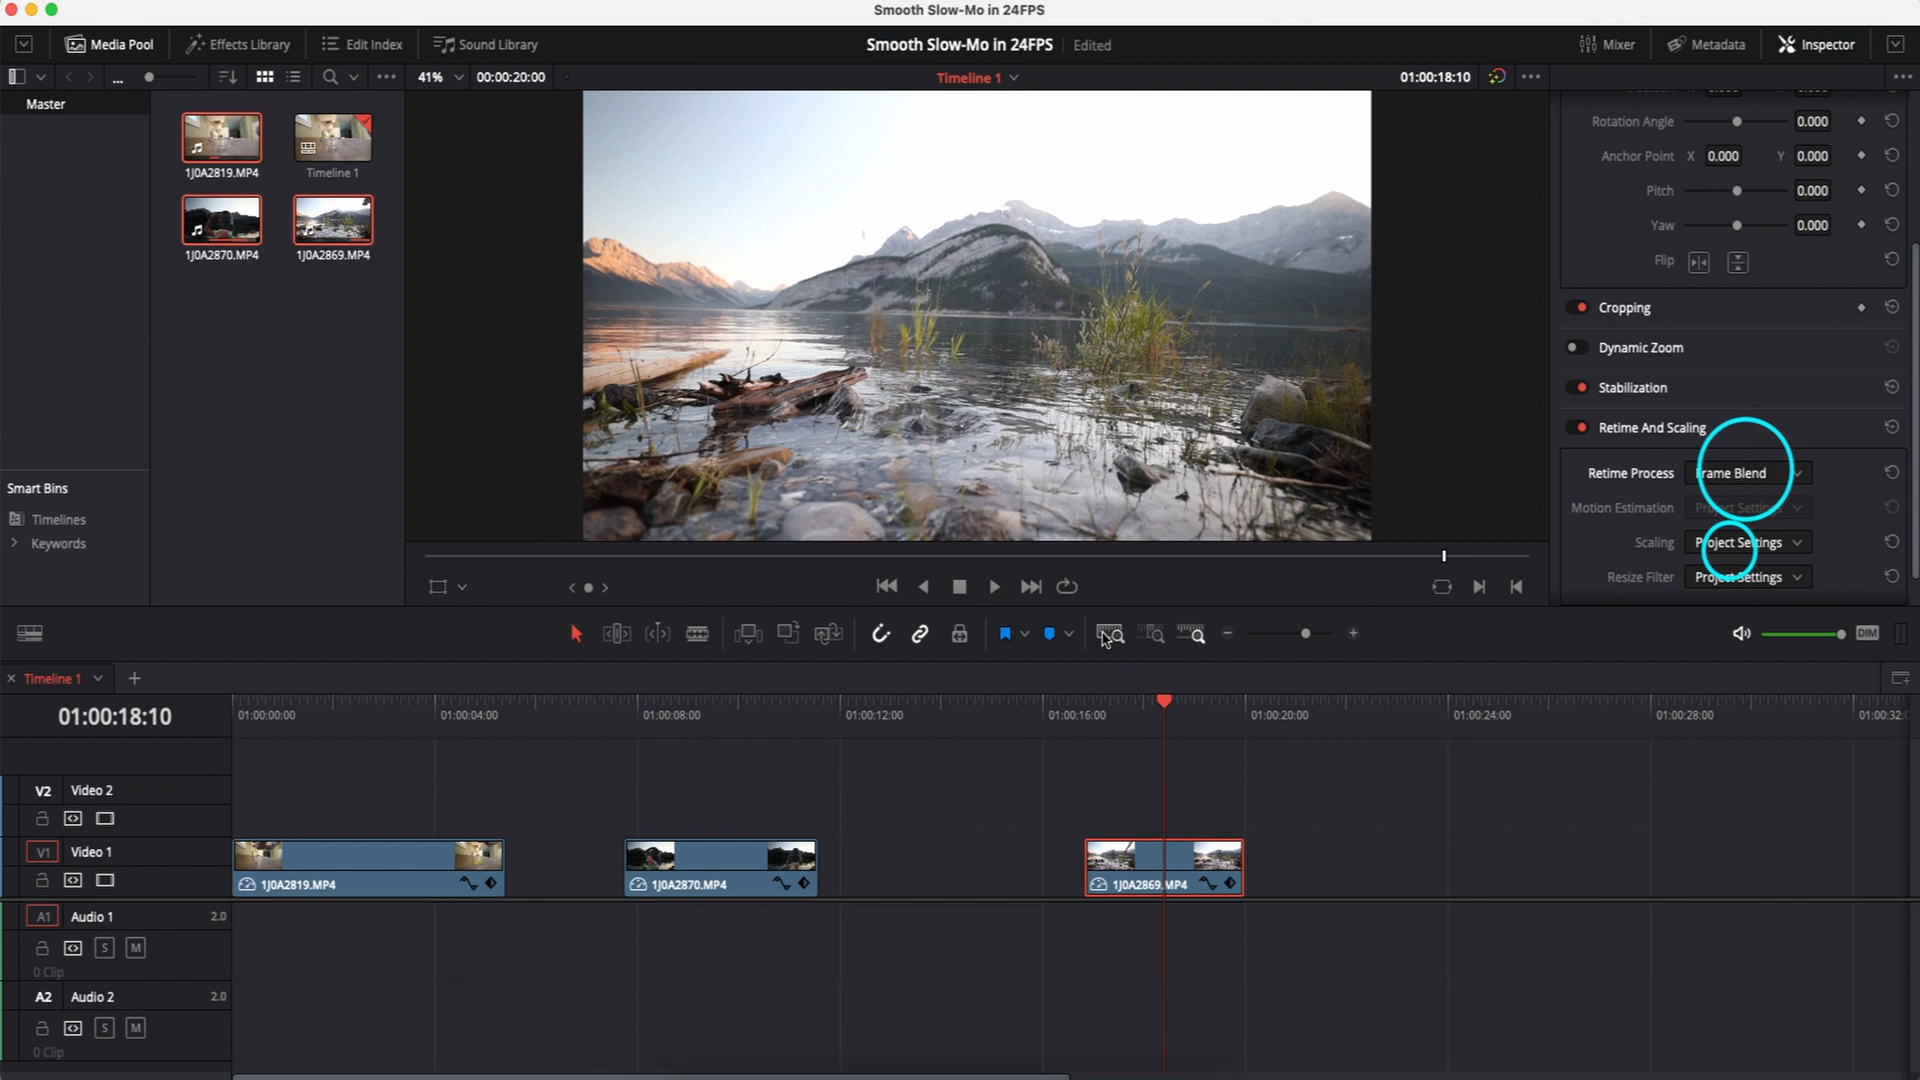 Smooth Slow-Mo in 24FPS
Media Pool
Effects Library
Edit Index
Sound Library
Smooth Slow-Mo in 24FPS
Edited
Mixer
Metadata
Inspector
...
41%
00:00:20:00
Timeline 1
01:00:18:10
Master
1J0A2819.MP4
Timeline 1
1J0A2870.MP4
1J0A2869.MP4
Smart Bins
Timelines
Keywords
Rotation Angle 0.000
Anchor Point X 0.000 Y 0.000
Pitch 0.000
Yaw 0.000
Flip
Cropping
Dynamic Zoom
Stabilization
Retime And Scaling
Retime Process Frame Blend
Motion Estimation Project Settings
Scaling Project Settings
Resize Filter Project Settings
DIM
Timeline 1
01:00:18:10
01:00:00:00
01:00:04:00
01:00:08:00
01:00:12:00
01:00:16:00
01:00:20:00
01:00:24:00
01:00:28:00
01:00:32:0
V2 Video 2
V1 Video 1
1J0A2819.MP4
1J0A2870.MP4
1J0A2869.MP4
A1 Audio 1 2.0
S M
0 Clip
A2 Audio 2 2.0
S M
0 Clip